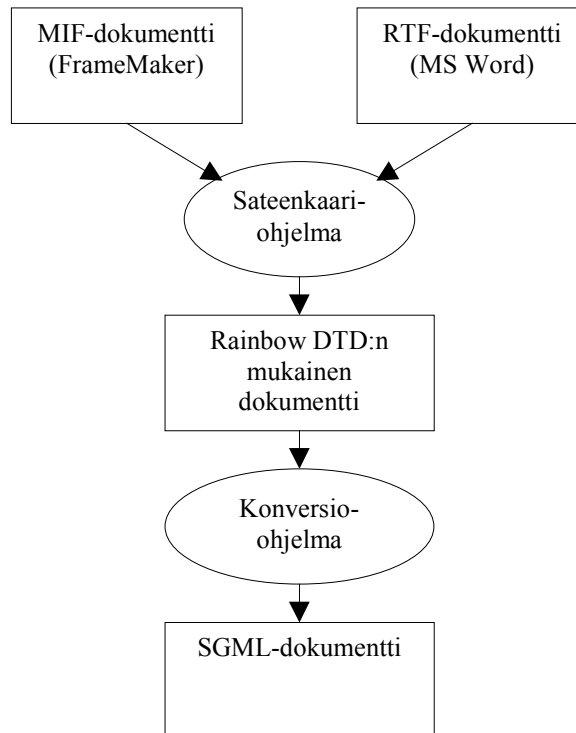 MIF-dokumentti
(FrameMaker)
RTF-dokumentti
(MS Word)
Sateenkaari-
ohjelma
Rainbow DTD:n
mukainen
dokumentti
Konversio-
ohjelma
SGML-dokumentti